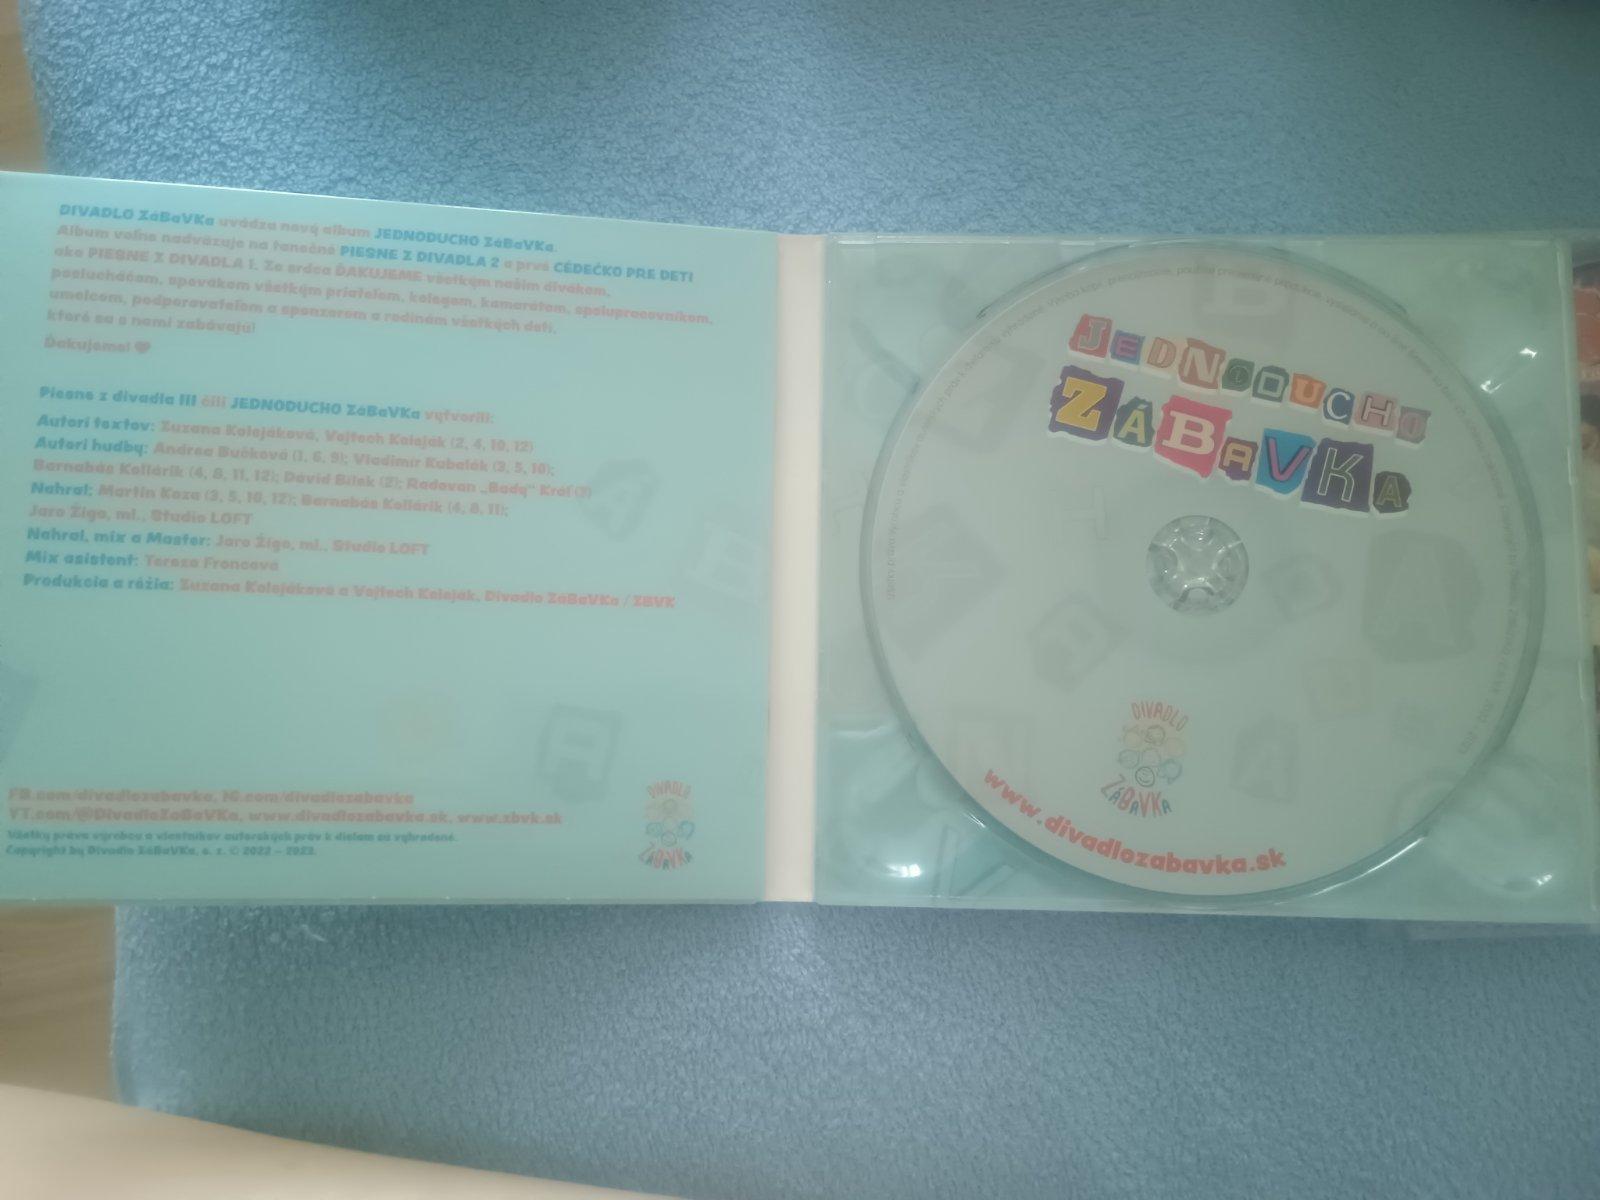 DIVADLO ZáBaVKa uvádza nový album JEDNODUCHO ZáBaVKa.
Album voľne nadväzuje na tanečné PIESNE Z DIVADLA 2 a prvé CÉDEČKO PRE DETI
ako PIESNE Z DIVADLA 1. Zo srdca ĎAKUJEME všetkým našim divákom,
poslucháčom, spevákom všetkým priateľom, kolegom, kamarátom, spolupracovníkom,
umelcom, podporovateľom a sponzorom a rodinám všetkých detí,
ktoré sa s nami zabávajú!
Ďakujeme!
Piesne z divadla III čili JEDNODUCHO ZáBaVKa vytvorili:
Autori textov: Zuzana Kolejáková, Vojtech Koleják (2, 4, 10, 12)
Autori hudby: Andrea Bučková (1, 6, 9); Vladimír Kubaľák (3, 5, 10);
Barnabás Kollárik (4, 8, 11, 12); Dávid Bílek (2); Radovan „Bady“ Kráľ (7)
Nahral: Martin Koza (3, 5, 10, 12); Barnabás Kollárik (4, 8, 11);
Jaro Žigo, ml., Studio LOFT
Nahral, mix a Master: Jaro Žigo, ml., Studio LOFT
Mix asistent: Tereza Froncová
Produkcia a réžia: Zuzana Kolejáková a Vojtech Koleják, Divadlo ZáBaVKa / ZBVK
FB.com/divadlozabavka, IG.com/divadlozabavka
YT.com/@DivadloZaBaVKa, www.divadlozabavka.sk, www.zbvk.sk
Všetky práva výrobcu a vlastníkov autorských práv k dielam sú vyhradené.
Copyright by Divadlo ZáBaVKa, o. z. © 2022 – 2023.
DIVADLO
ZÁBAVKA
JEDNODUCHO
ZÁBaVKA
DIVADLO
ZÁBaVKA
www.divadlozabavka.sk